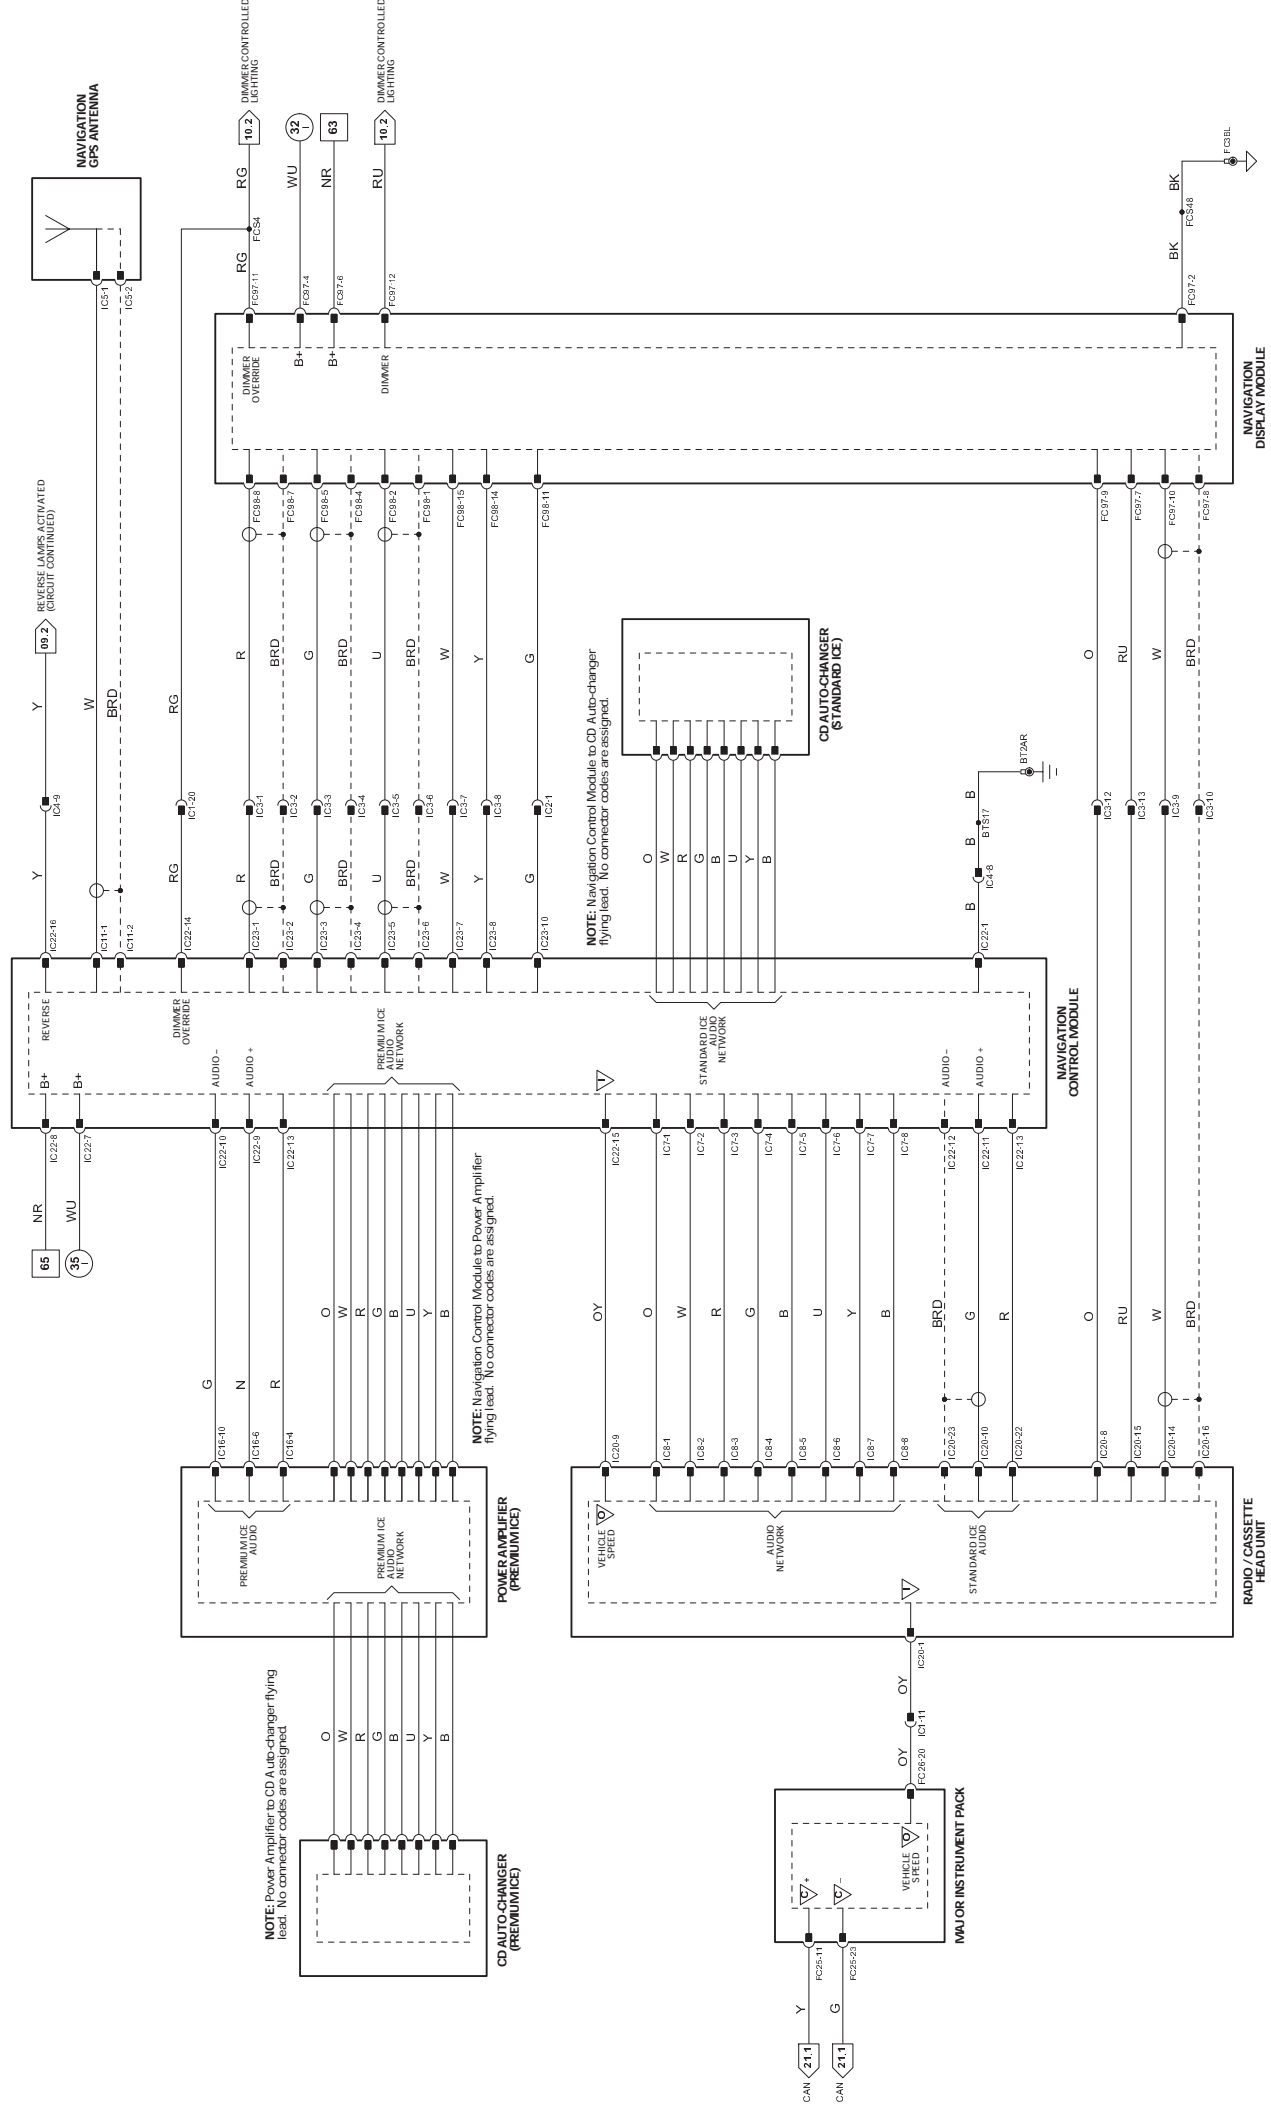 NOTE: Power Amplifier to CD Auto-changer flying
lead. No connector codes are assigned.
CD AUTO-CHANGER
(PREMIUM ICE)
O
W
R
G
B
U
Y
B
PREMIUM ICE
AUDIO
NETWORK
PREMIUM ICE
AUDIO
PREMIUM ICE
AUDIO
NETWORK
POWER AMPLIFIER
(PREMIUM ICE)
IC16-10
IC16-6
IC16-4
G
N
R
O
W
R
G
B
U
Y
B
NOTE: Navigation Control Module to Power Amplifier
flying lead. No connector codes are assigned.
65
NR
IC22-8
35
I
WU
IC22-7
IC22-10
IC22-9
IC22-13
B+
B+
AUDIO –
AUDIO +
PREMIUM ICE
AUDIO
NETWORK
REVERSE
DIMMER
OVERRIDE
STANDARD ICE
AUDIO
NETWORK
I
AUDIO –
AUDIO +
NAVIGATION
CONTROL MODULE
IC22-16
Y
IC4-9
Y
09.2
REVERSE LAMPS ACTIVATED
(CIRCUIT CONTINUED)
IC11-1
W
IC5-1
IC11-2
BRD
IC5-2
NAVIGATION
GPS ANTENNA
IC22-14
RG
IC1-20
RG
FCS4
IC23-1
R
IC3-1
R
FC98-8
IC23-2
BRD
IC3-2
BRD
FC98-7
IC23-3
G
IC3-3
G
FC98-5
IC23-4
BRD
IC3-4
BRD
FC98-4
IC23-5
U
IC3-5
U
FC98-2
IC23-6
BRD
IC3-6
BRD
FC98-1
IC23-7
W
IC3-7
W
FC98-15
IC23-8
Y
IC3-8
Y
FC98-14
IC23-10
G
IC2-1
G
FC98-11
NOTE: Navigation Control Module to CD Auto-changer
flying lead. No connector codes are assigned.
O
W
R
G
B
U
Y
B
CD AUTO-CHANGER
(STANDARD ICE)
IC22-1
B
IC4-8
B
BTS17
B
BT2AR
DIMMER
OVERRIDE
B+
B+
DIMMER
FC97-11
RG
RG
10.2
DIMMER CONTROLLED
LIGHTING
FC97-4
WU
32
I
FC97-6
NR
63
FC97-12
RU
10.2
DIMMER CONTROLLED
LIGHTING
FC97-2
BK
FCS48
BK
FC3BL
NAVIGATION
DISPLAY MODULE
CAN
21.1
Y
FC25-11
CAN
21.1
G
FC25-23
C
+
C
–
VEHICLE
SPEED
O
MAJOR INSTRUMENT PACK
FC26-20
OY
IC1-11
OY
IC20-1
I
VEHICLE
SPEED
O
AUDIO
NETWORK
STANDARD ICE
AUDIO
RADIO / CASSETTE
HEAD UNIT
IC20-9
OY
IC22-15
IC8-1
O
IC7-1
IC8-2
W
IC7-2
IC8-3
R
IC7-3
IC8-4
G
IC7-4
IC8-5
B
IC7-5
IC8-6
U
IC7-6
IC8-7
Y
IC7-7
IC8-8
B
IC7-8
IC20-23
BRD
IC22-12
IC20-10
G
IC22-11
IC20-22
R
IC22-13
IC20-8
O
IC3-12
O
FC97-9
IC20-15
RU
IC3-13
RU
FC97-7
IC20-14
W
IC3-9
W
FC97-10
IC20-16
BRD
IC3-10
BRD
FC97-8